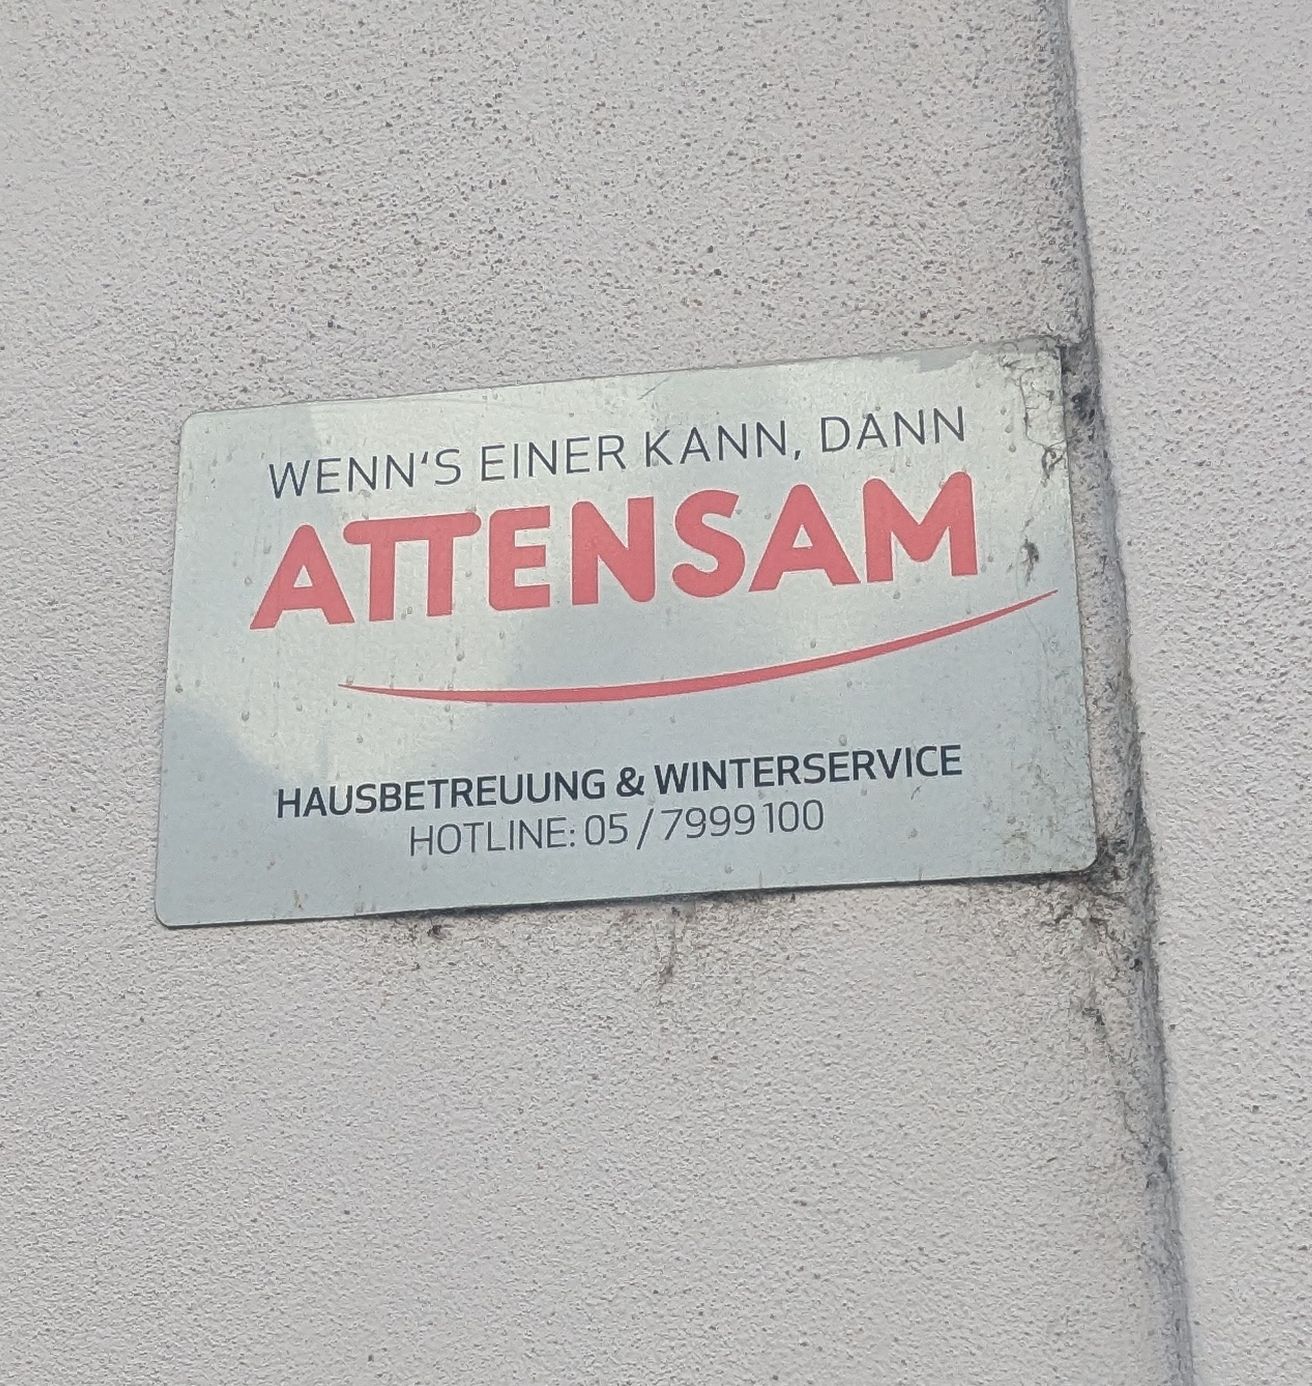 WENN'S EINER KANN, DANN
ATTENSAM
HAUSBETREUUNG & WINTERSERVICE
HOTLINE: 05 / 7999 100